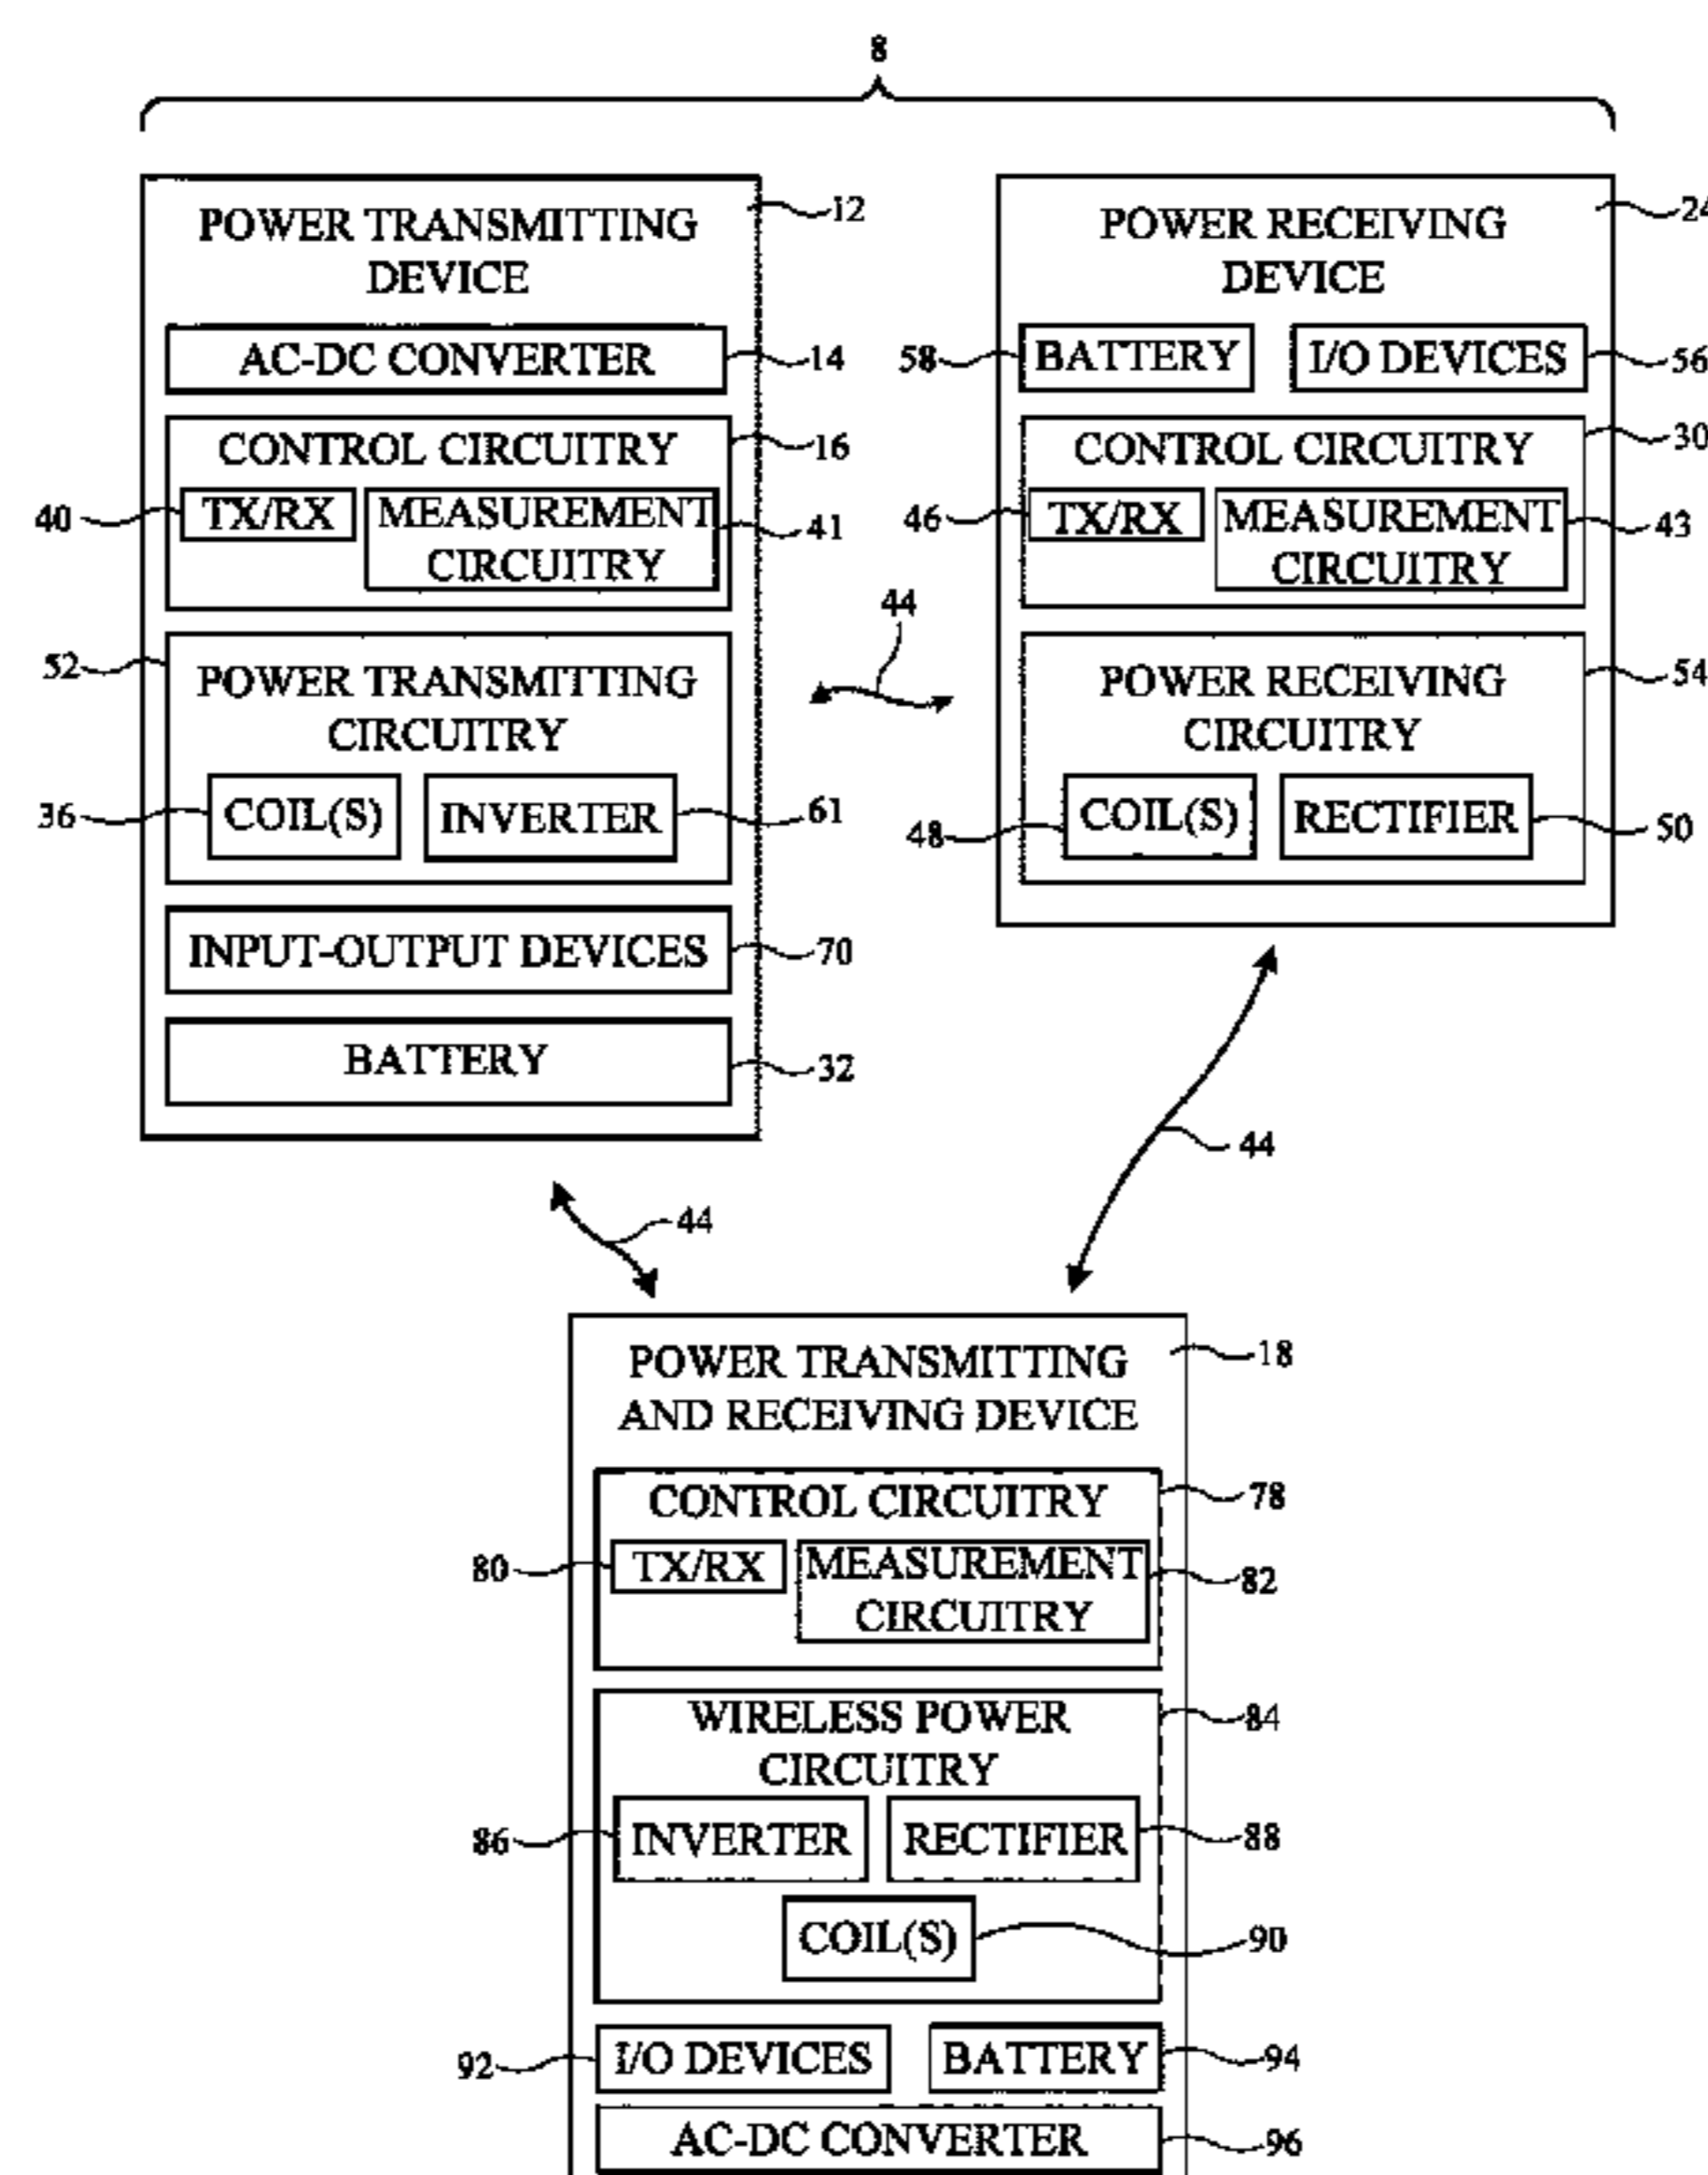 8
POWER TRANSMITTING
DEVICE
12
AC-DC CONVERTER
14
CONTROL CIRCUITRY
16
40
TX/RX
MEASUREMENT
CIRCUITRY
41
52
POWER TRANSMITTING
CIRCUITRY
36
COIL(S)
INVERTER
61
INPUT-OUTPUT DEVICES
70
BATTERY
32
44
POWER RECEIVING
DEVICE
24
58
BATTERY
I/O DEVICES
56
CONTROL CIRCUITRY
30
46
TX/RX
MEASUREMENT
CIRCUITRY
43
POWER RECEIVING
CIRCUITRY
54
48
COIL(S)
RECTIFIER
50
44
44
POWER TRANSMITTING
AND RECEIVING DEVICE
18
CONTROL CIRCUITRY
78
80
TX/RX
MEASUREMENT
CIRCUITRY
82
WIRELESS POWER
CIRCUITRY
84
86
INVERTER
RECTIFIER
88
COIL(S)
90
92
I/O DEVICES
BATTERY
94
AC-DC CONVERTER
96